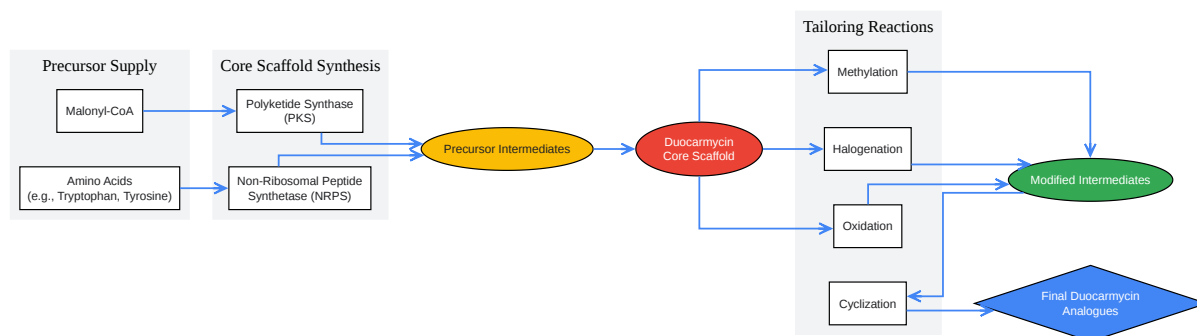 Precursor Supply
Malonyl-CoA
Amino Acids
(e.g., Tryptophan, Tyrosine)
Core Scaffold Synthesis
Polyketide Synthase
(PKS)
Non-Ribosomal Peptide
Synthetase (NRPS)
Precursor Intermediates
Duocarmycin
Core Scaffold
Tailoring Reactions
Methylation
Halogenation
Oxidation
Cyclization
Modified Intermediates
Final Duocarmycin
Analogues